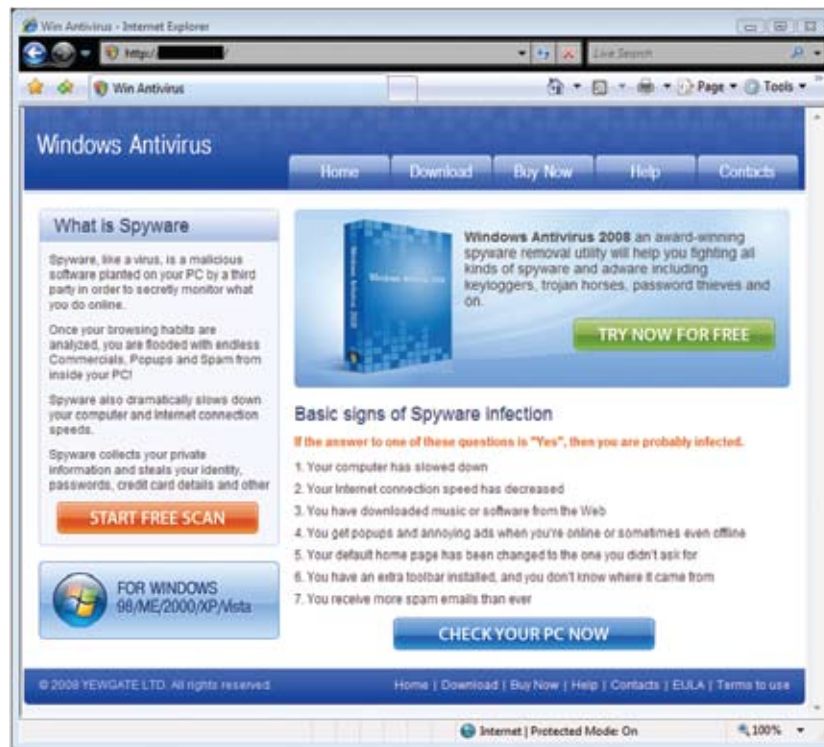 Win Antivirus - Internet Explorer
http:/
Live Search
Win Antivirus
Page
Tools
Windows Antivirus
Home
Download
Buy Now
Help
Contacts
What is Spyware
Spyware, like a virus, is a malicious
software planted on your PC by a third
party in order to secretly monitor what
you do online.
Once your browsing habits are
analyzed, you are flooded with endless
Commercials, Popups and Spam from
inside your PC!
Spyware also dramatically slows down
your computer and Internet connection
speeds.
Spyware collects your private
information and steals your identity,
passwords, credit card details and other
START FREE SCAN
FOR WINDOWS
98/ME/2000/XP/Vista
Windows Antivirus 2008
Windows Antivirus 2008
Windows Antivirus 2008 an award-winning
spyware removal utility will help you fighting all
kinds of spyware and adware including
keyloggers, trojan horses, password thieves and
on.
TRY NOW FOR FREE
Basic signs of Spyware infection
If the answer to one of these questions is "Yes", then you are probably infected.
1. Your computer has slowed down
2. Your Internet connection speed has decreased
3. You have downloaded music or software from the Web
4. You get popups and annoying ads when you're online or sometimes even offline
5. Your default home page has been changed to the one you didn't ask for
6. You have an extra toolbar installed, and you don't know where it came from
7. You receive more spam emails than ever
CHECK YOUR PC NOW
© 2008 YEWGATE LTD. All rights reserved.
Home | Download | Buy Now | Help | Contacts | EULA | Terms to use
Internet | Protected Mode: On
100%